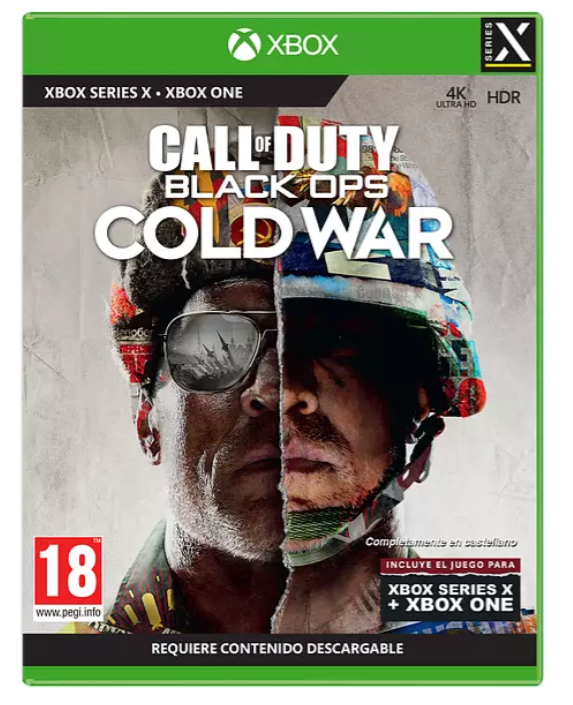 XBOX
SERIES X
XBOX SERIES X • XBOX ONE
4K
ULTRA HD
HDR
CALL OF DUTY
BLACK OPS
COLD WAR
Completamente en castellano
INCLUYE EL JUEGO PARA
XBOX SERIES X
+ XBOX ONE
18
™
www.pegi.info
REQUIERE CONTENIDO DESCARGABLE